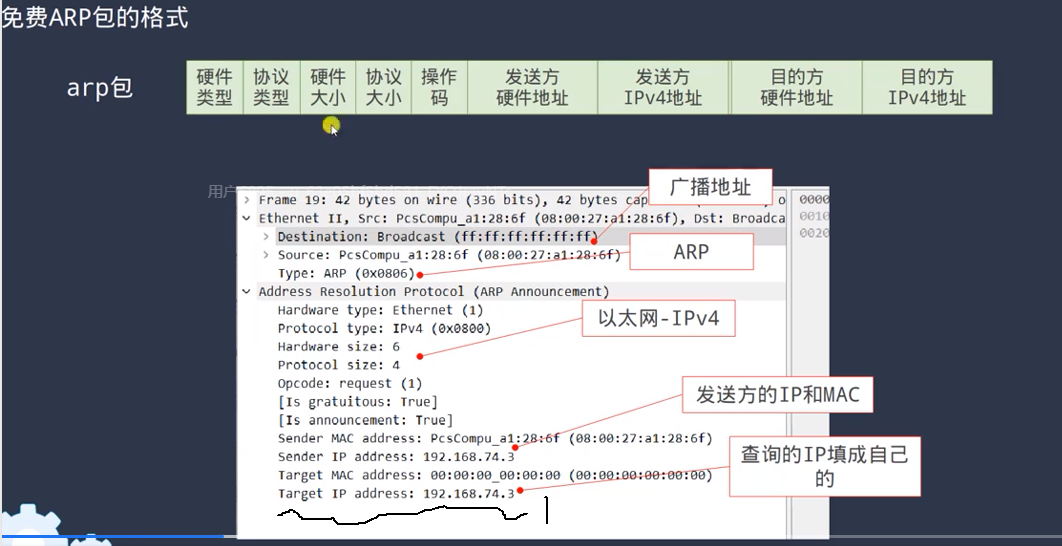 免费ARP包的格式
arp包
硬件类型
协议类型
硬件大小
协议大小
操作码
发送方硬件地址
发送方IPv4地址
目的方硬件地址
目的方IPv4地址
用户
Frame 19: 42 bytes on wire (336 bits), 42 bytes cap
0000
Ethernet II, Src: PcsCompu_a1:28:6f (08:00:27:a1:28:6f), Dst: Broadca
0010
Destination: Broadcast (ff:ff:ff:ff:ff:ff)
0020
广播地址
Source: PcsCompu_a1:28:6f (08:00:27:a1:28:6f)
ARP
Type: ARP (0x0806)
Address Resolution Protocol (ARP Announcement)
Hardware type: Ethernet (1)
以太网-IPv4
Protocol type: IPv4 (0x0800)
Hardware size: 6
Protocol size: 4
Opcode: request (1)
[Is gratuitous: True]
[Is announcement: True]
发送方的IP和MAC
Sender MAC address: PcsCompu_a1:28:6f (08:00:27:a1:28:6f)
Sender IP address: 192.168.74.3
查询的IP填成自己
的
Target MAC address: 00:00:00_00:00:00 (00:00:00:00:00:00)
Target IP address: 192.168.74.3